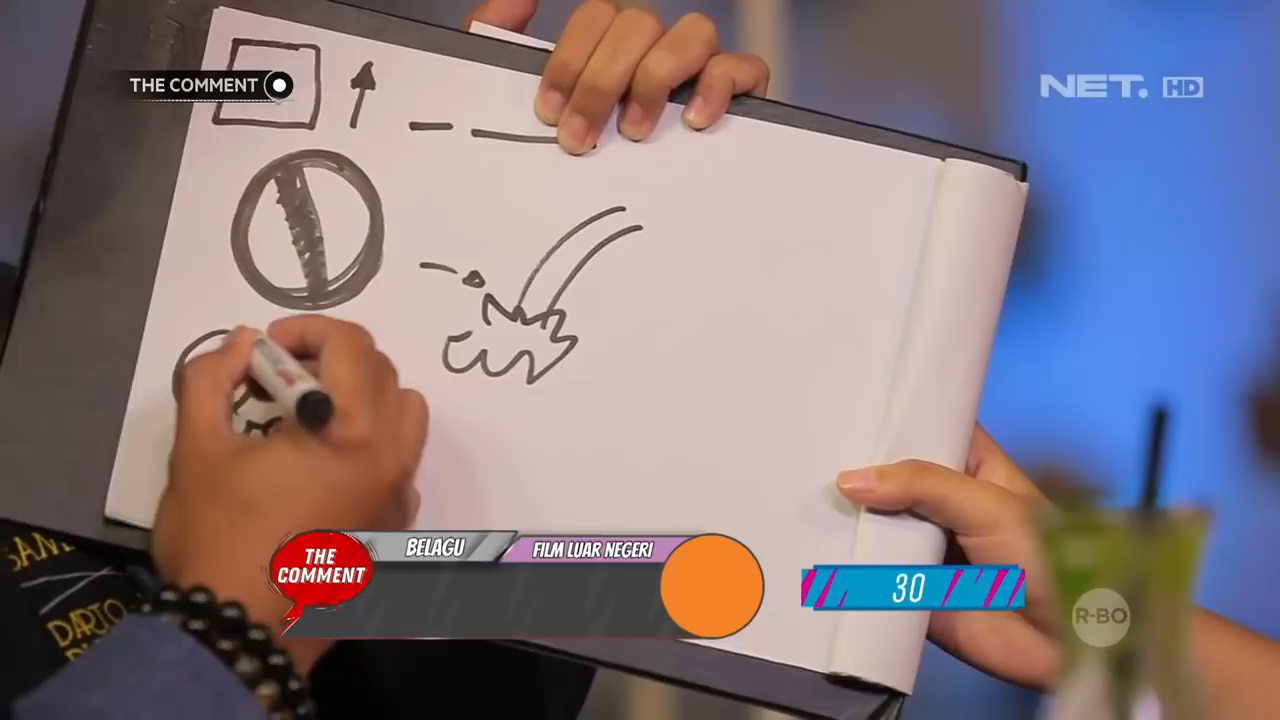 THE COMMENT
NET. HD
THE COMMENT
BELAGU
FILM LUAR NEGERI
30
R-BO